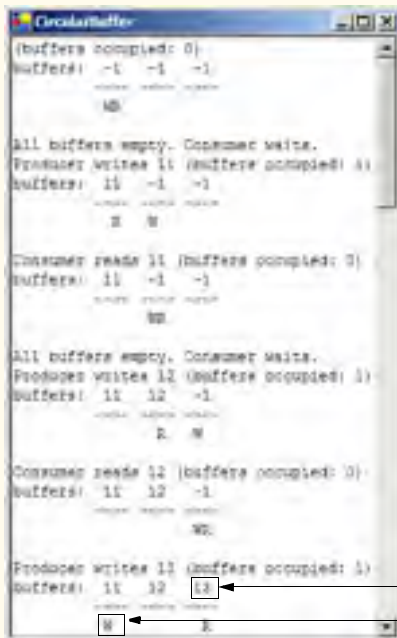 CircularBuffer
(buffers occupied: 0)
buffers: -1 -1 -1
---- ---- ----
WR
All buffers empty. Consumer waits.
Producer writes 11 (buffers occupied: 1)
buffers: 11 -1 -1
---- ---- ----
R W
Consumer reads 11 (buffers occupied: 0)
buffers: 11 -1 -1
---- ---- ----
WR
All buffers empty. Consumer waits.
Producer writes 12 (buffers occupied: 1)
buffers: 11 12 -1
---- ---- ----
R W
Consumer reads 12 (buffers occupied: 0)
buffers: 11 12 -1
---- ---- ----
WR
Producer writes 13 (buffers occupied: 1)
buffers: 11 12 13
---- ---- ----
W R